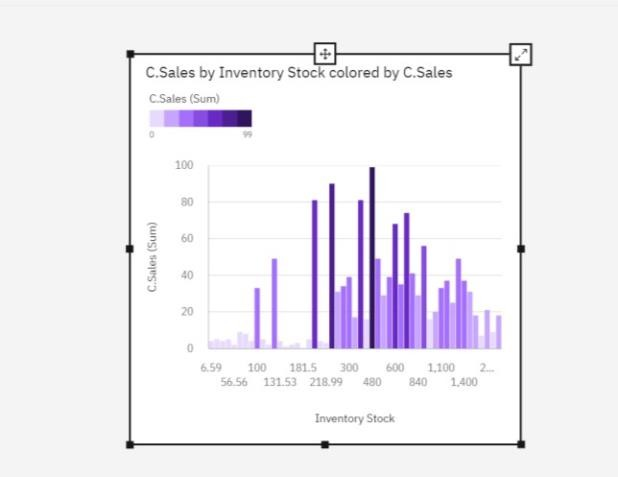 C.Sales by Inventory Stock colored by C.Sales
C.Sales (Sum)
0 99
100
80
60
40
20
0
C.Sales (Sum)
6.59 100 181.5 300 600 1,100 2...
56.56 131.53 218.99 480 840 1,400
Inventory Stock